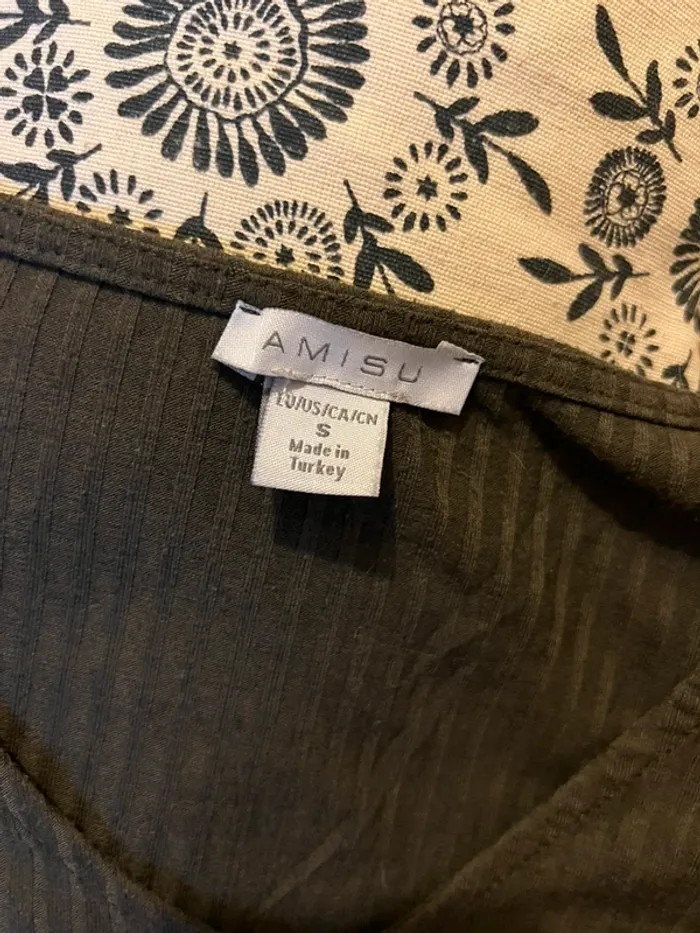 AMISU
EU/US/CA/CN
S
Made in
Turkey